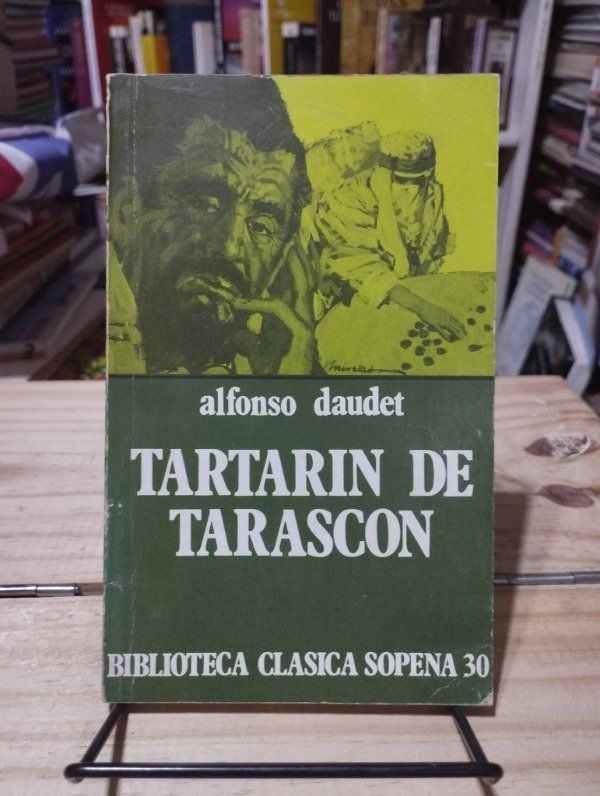 alfonso daudet
TARTARIN DE
TARASCON
BIBLIOTECA CLASICA SOPENA 30